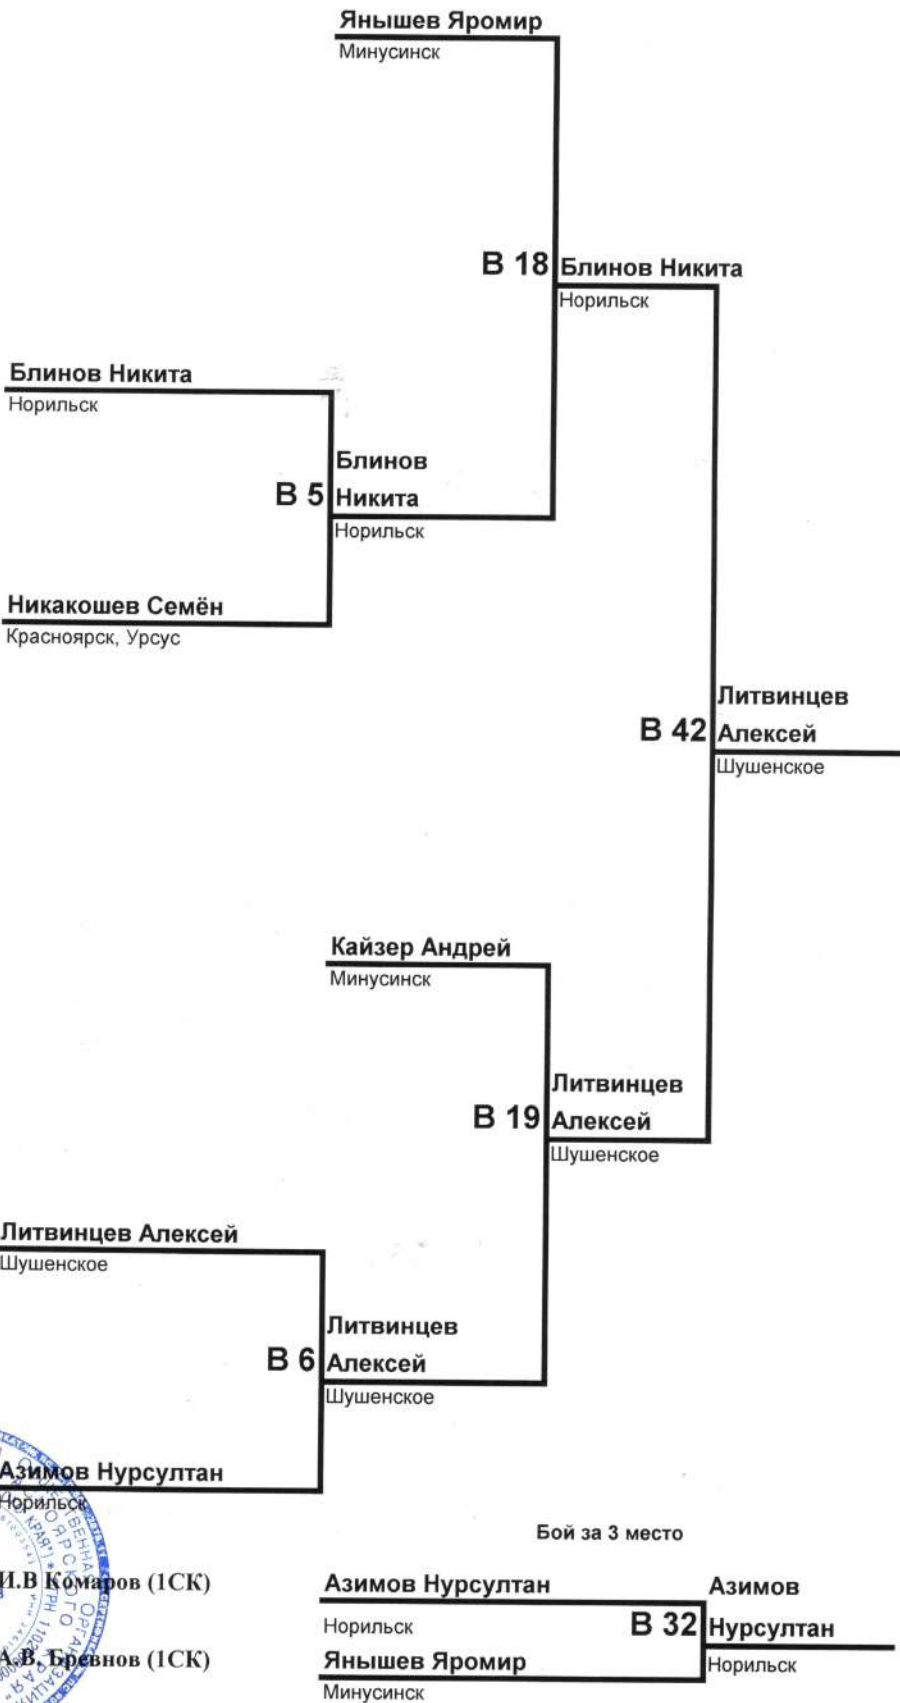 Янышев Яромир
Минусинск
В 18
Блинов Никита
Норильск
Блинов Никита
Норильск
Блинов
В 5
Никита
Норильск
Никакошев Семён
Красноярск, Урсус
Литвинцев
В 42
Алексей
Шушенское
Кайзер Андрей
Минусинск
Литвинцев
В 19
Алексей
Шушенское
Литвинцев Алексей
Шушенское
Литвинцев
В 6
Алексей
Шушенское
Азимов Нурсултан
Норильск
Бой за 3 место
И.В Комаров (1СК)
Азимов Нурсултан
Азимов
Норильск
В 32
Нурсултан
А.В. Бревнов (1СК)
Янышев Яромир
Норильск
Минусинск